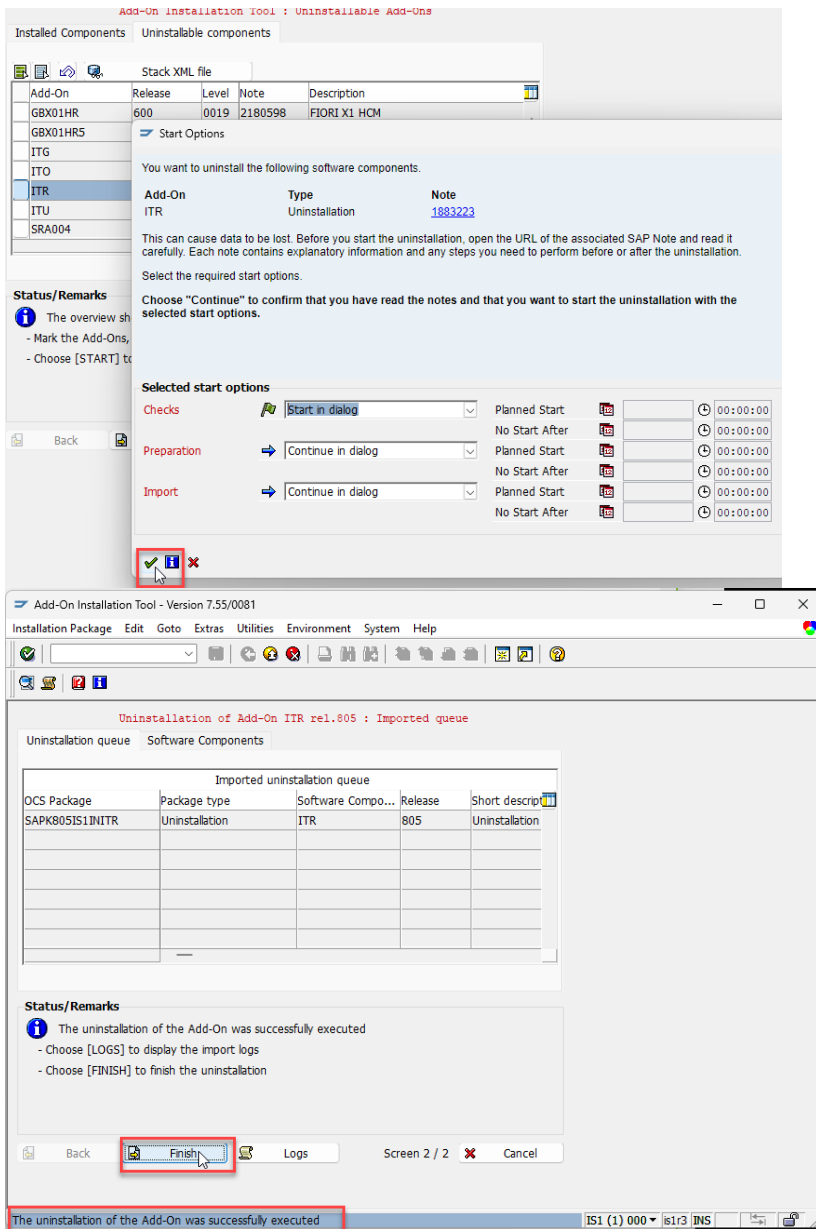 Add-On Installation Tool : Uninstallable Add-Ons
Installed Components Uninstallable components
Stack XML file
Add-On Release Level Note Description
GBX01HR 600 0019 2180598 FIORI X1 HCM
GBX01HR5
ITG
ITO
ITR
ITU
SRA004
Start Options
You want to uninstall the following software components.
Add-On Type Note
ITR Uninstallation 1883223
This can cause data to be lost. Before you start the uninstallation, open the URL of the associated SAP Note and read it
carefully. Each note contains explanatory information and any steps you need to perform before or after the uninstallation.
Select the required start options.
Choose "Continue" to confirm that you have read the notes and that you want to start the uninstallation with the
selected start options.
Status/Remarks
The overview sh
- Mark the Add-Ons,
- Choose [START] to
Back
Selected start options
Checks Start in dialog Planned Start 00:00:00
No Start After 00:00:00
Preparation Continue in dialog Planned Start 00:00:00
No Start After 00:00:00
Import Continue in dialog Planned Start 00:00:00
No Start After 00:00:00
Add-On Installation Tool - Version 7.55/0081
Installation Package Edit Goto Extras Utilities Environment System Help
Uninstallation of Add-On ITR rel.805 : Imported queue
Uninstallation queue Software Components
Imported uninstallation queue
OCS Package Package type Software Compo... Release Short descript
SAPK805IS1INITR Uninstallation ITR 805 Uninstallation
Status/Remarks
The uninstallation of the Add-On was successfully executed
- Choose [LOGS] to display the import logs
- Choose [FINISH] to finish the uninstallation
Back Finish Logs Screen 2 / 2 Cancel
The uninstallation of the Add-On was successfully executed IS1 (1) 000 is1r3 INS